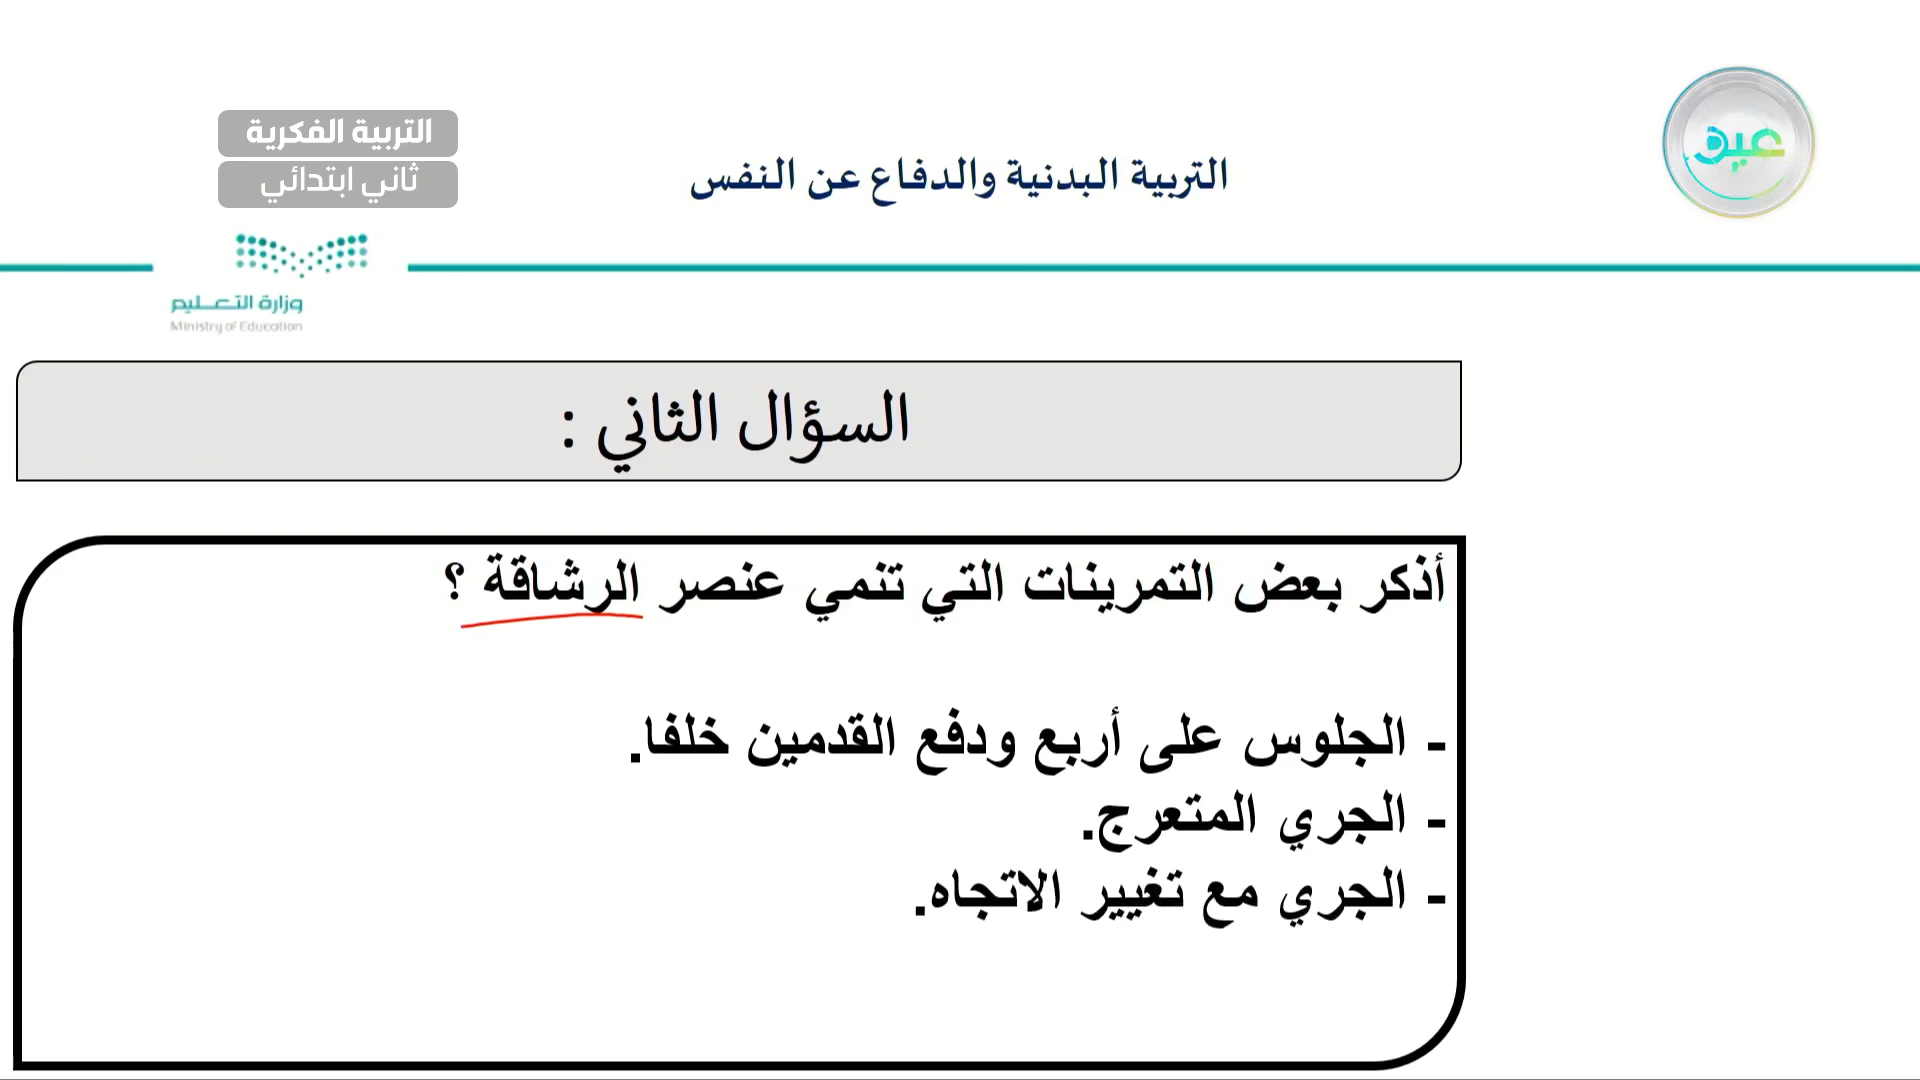 التربية الفكرية
ثاني ابتدائي
عين
التربية البدنية والدفاع عن النفس
وزارة التعليم
Ministry of Education
السؤال الثاني :
أذكر بعض التمرينات التي تنمي عنصر الرشاقة ؟
- الجلوس على أربع ودفع القدمين خلفا.
- الجري المتعرج.
- الجري مع تغيير الاتجاه.